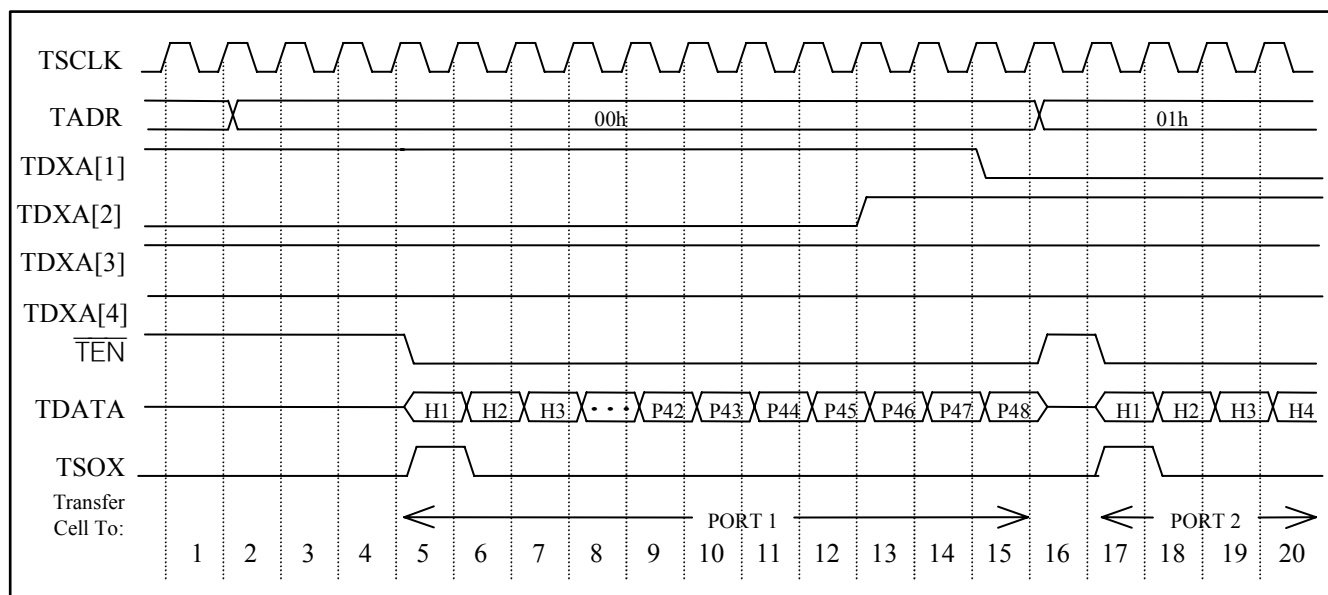 TSCLK
TADR 00h 01h
TDXA[1]
TDXA[2]
TDXA[3]
TDXA[4]
TEN
TDATA H1 H2 H3 ··· P42 P43 P44 P45 P46 P47 P48 H1 H2 H3 H4
TSOX
Transfer
Cell To: PORT 1 PORT 2
1 2 3 4 5 6 7 8 9 10 11 12 13 14 15 16 17 18 19 20